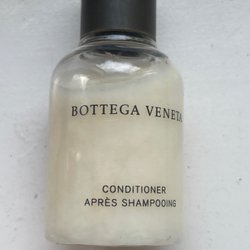 BOTTEGA VENETA
CONDITIONER
APRÈS SHAMPOOING